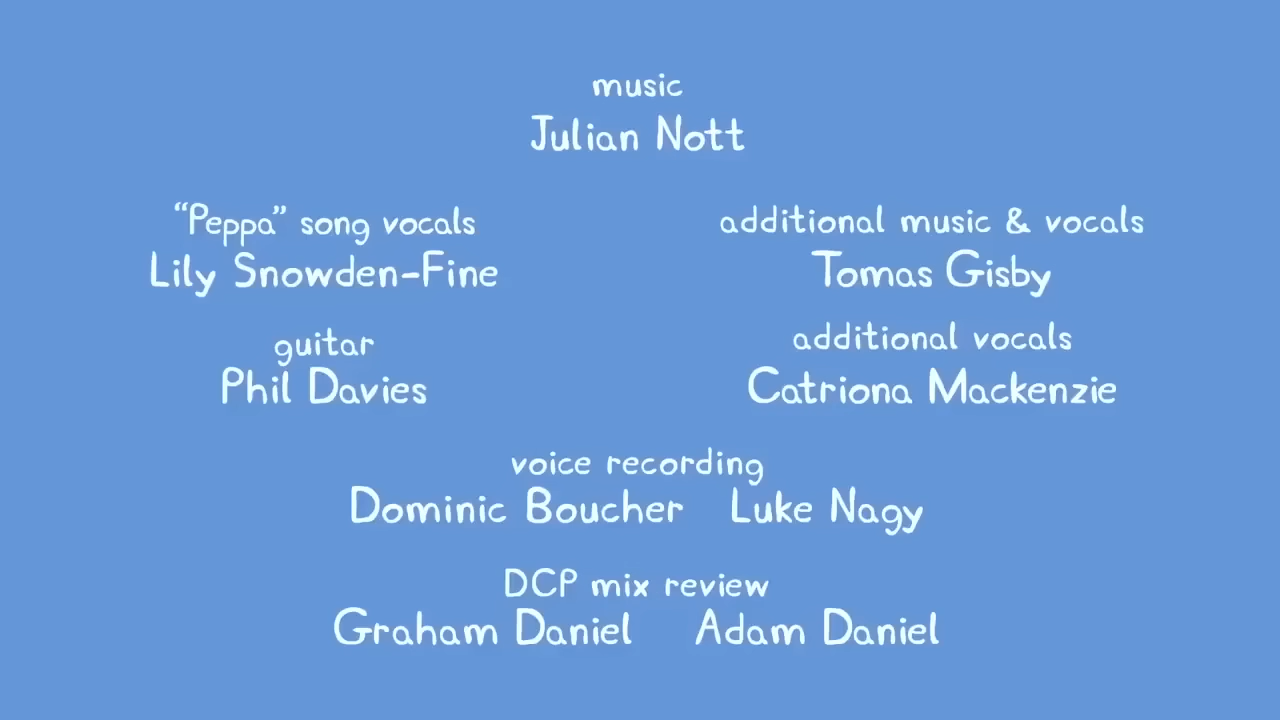 music
Julian Nott
“Peppa” song vocals
Lily Snowden-Fine
additional music & vocals
Tomas Gisby
guitar
Phil Davies
additional vocals
Catriona Mackenzie
voice recording
Dominic Boucher Luke Nagy
DCP mix review
Graham Daniel Adam Daniel